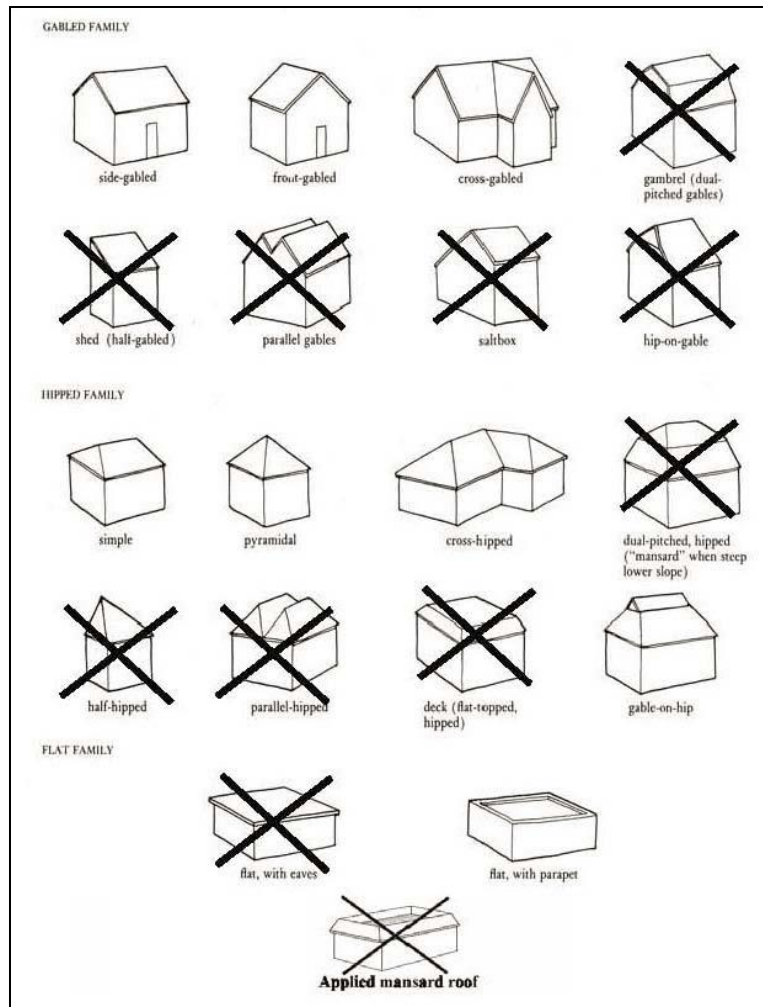 GABLED FAMILY
side-gabled
front-gabled
cross-gabled
gambrel (dual-
pitched gables)
shed (half-gabled)
parallel gables
saltbox
hip-on-gable
HIPPED FAMILY
simple
pyramidal
cross-hipped
dual-pitched, hipped
("mansard" when steep
lower slope)
half-hipped
parallel-hipped
deck (flat-topped,
hipped)
gable-on-hip
FLAT FAMILY
flat, with eaves
flat, with parapet
Applied mansard roof